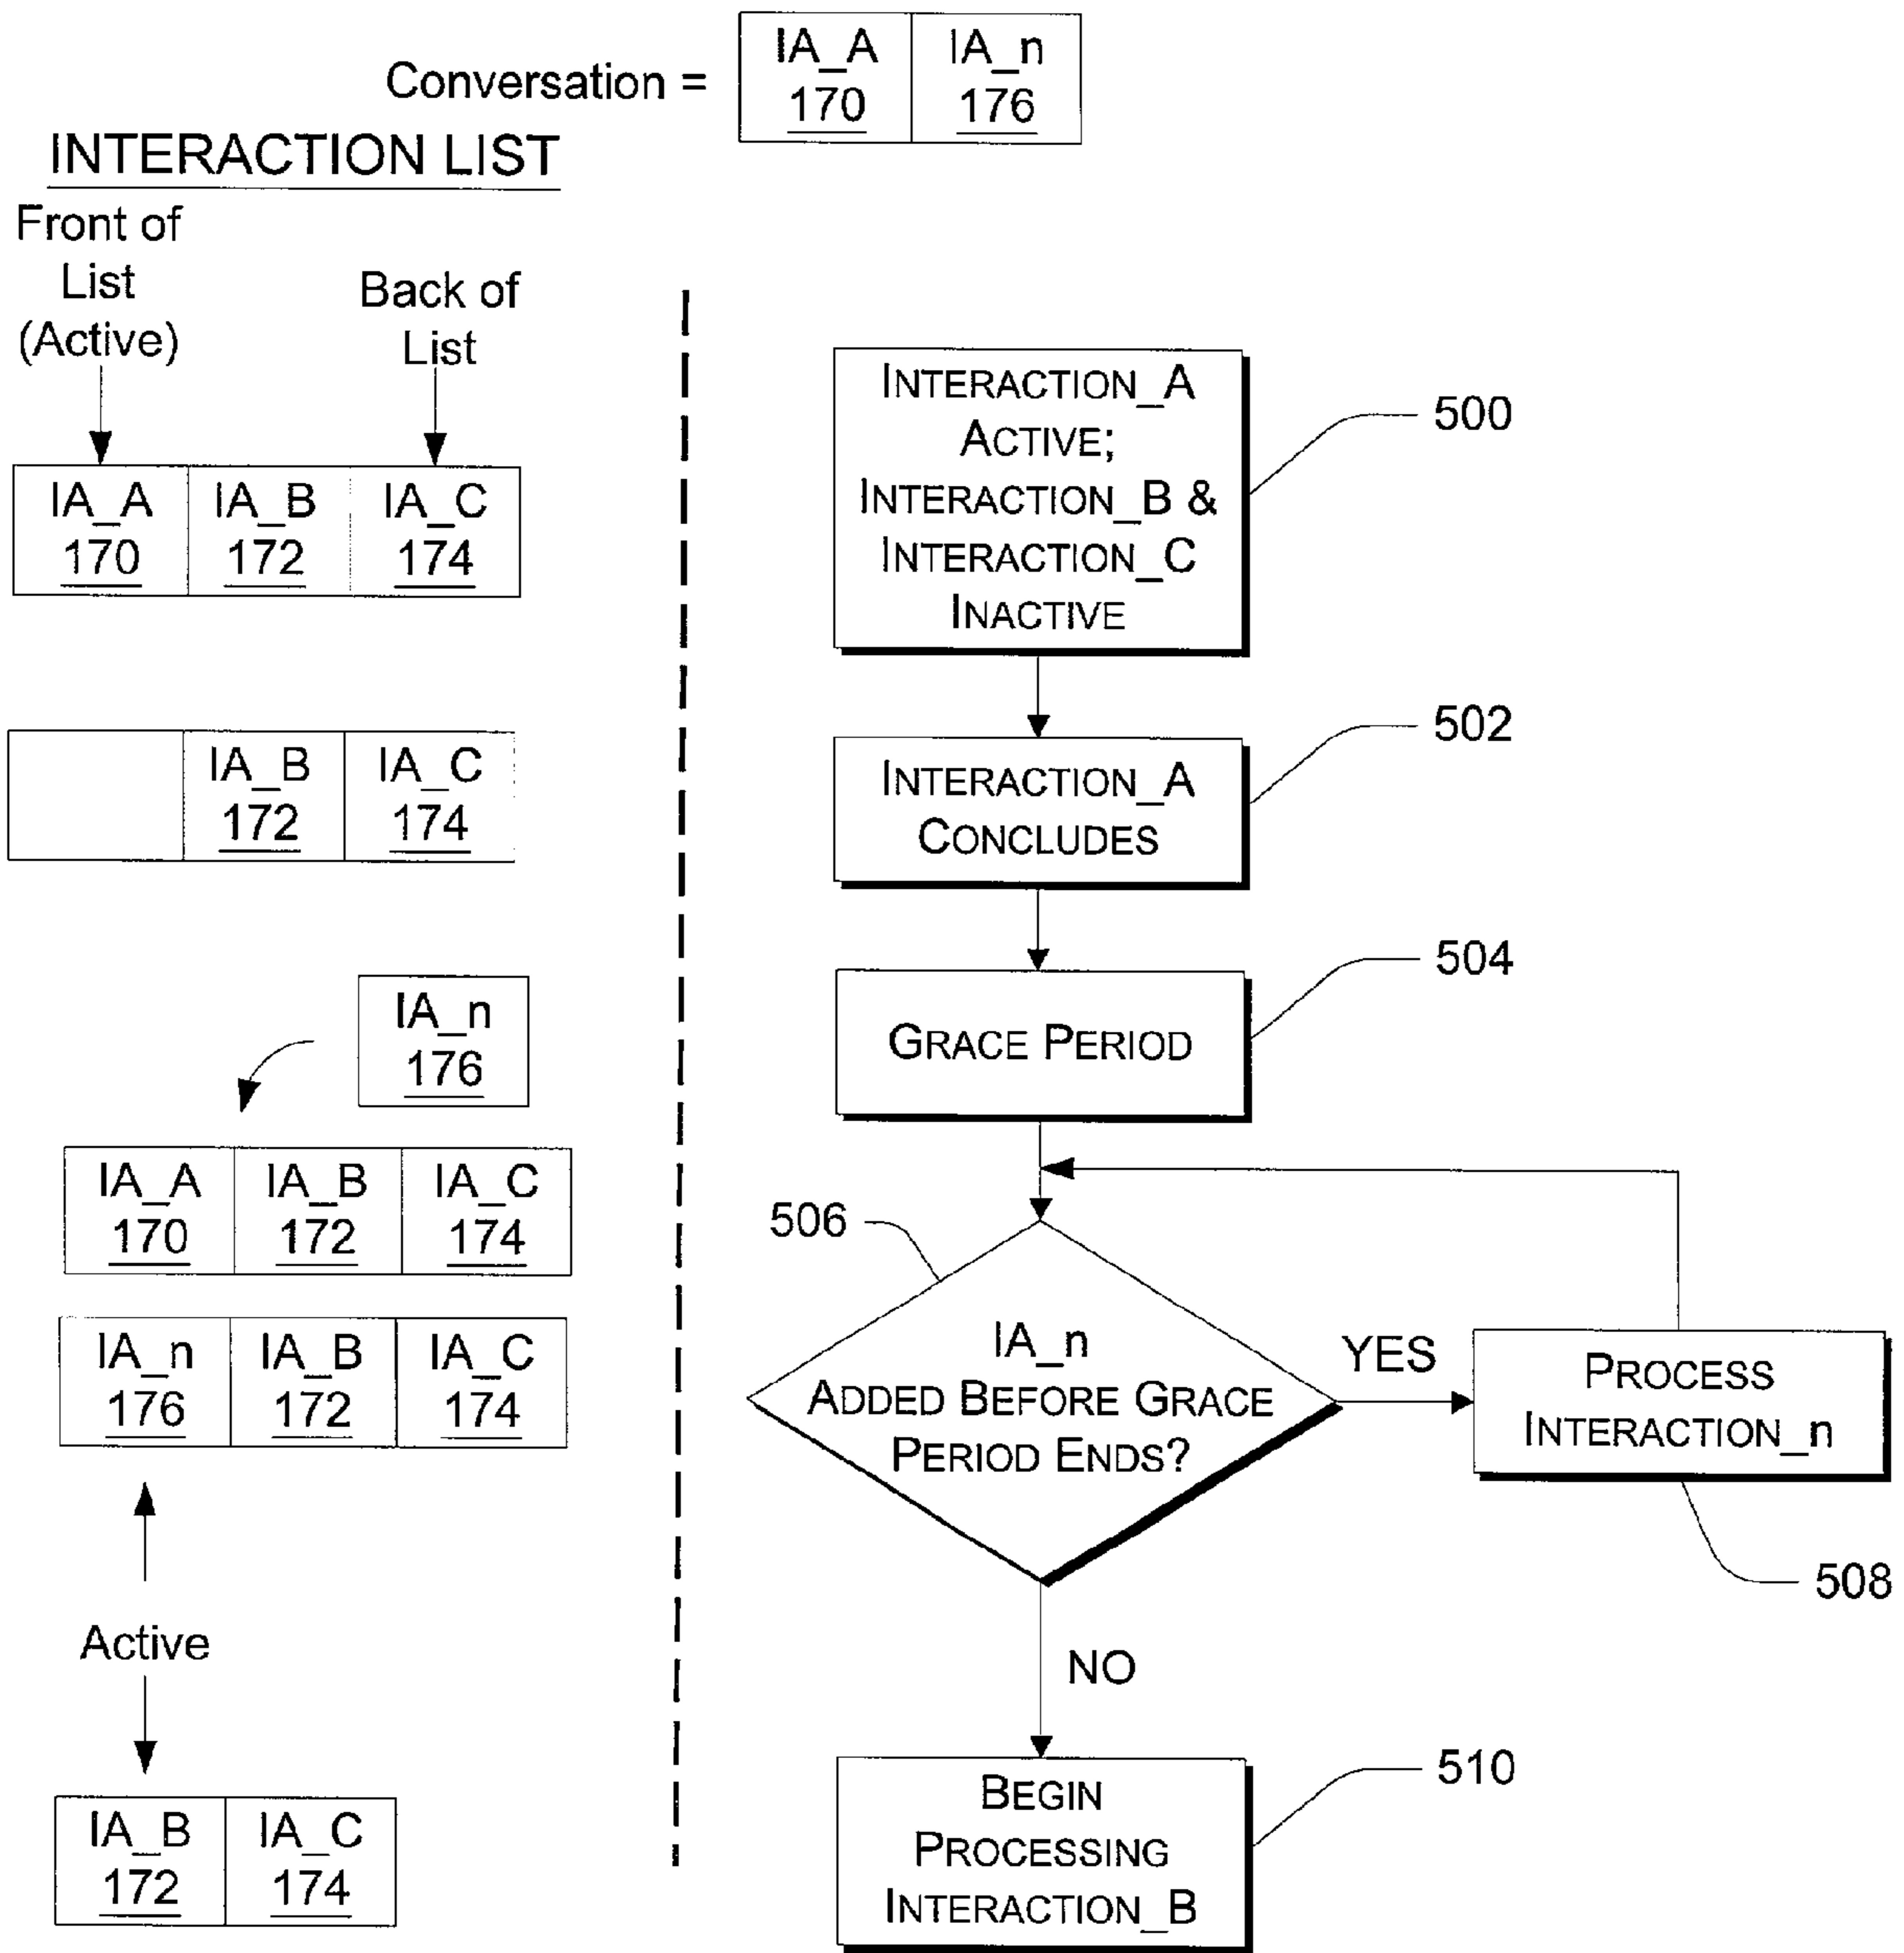 Conversation =
IA_A
170
IA_n
176
INTERACTION LIST
Front of
List
(Active)
Back of
List
IA_A
170
IA_B
172
IA_C
174
IA_B
172
IA_C
174
IA_n
176
IA_A
170
IA_B
172
IA_C
174
IA_n
176
IA_B
172
IA_C
174
Active
IA_B
172
IA_C
174
INTERACTION_A
ACTIVE;
INTERACTION_B &
INTERACTION_C
INACTIVE
500
INTERACTION_A
CONCLUDES
502
GRACE PERIOD
504
506
IA_n
ADDED BEFORE GRACE
PERIOD ENDS?
YES
PROCESS
INTERACTION_n
508
NO
BEGIN
PROCESSING
INTERACTION_B
510